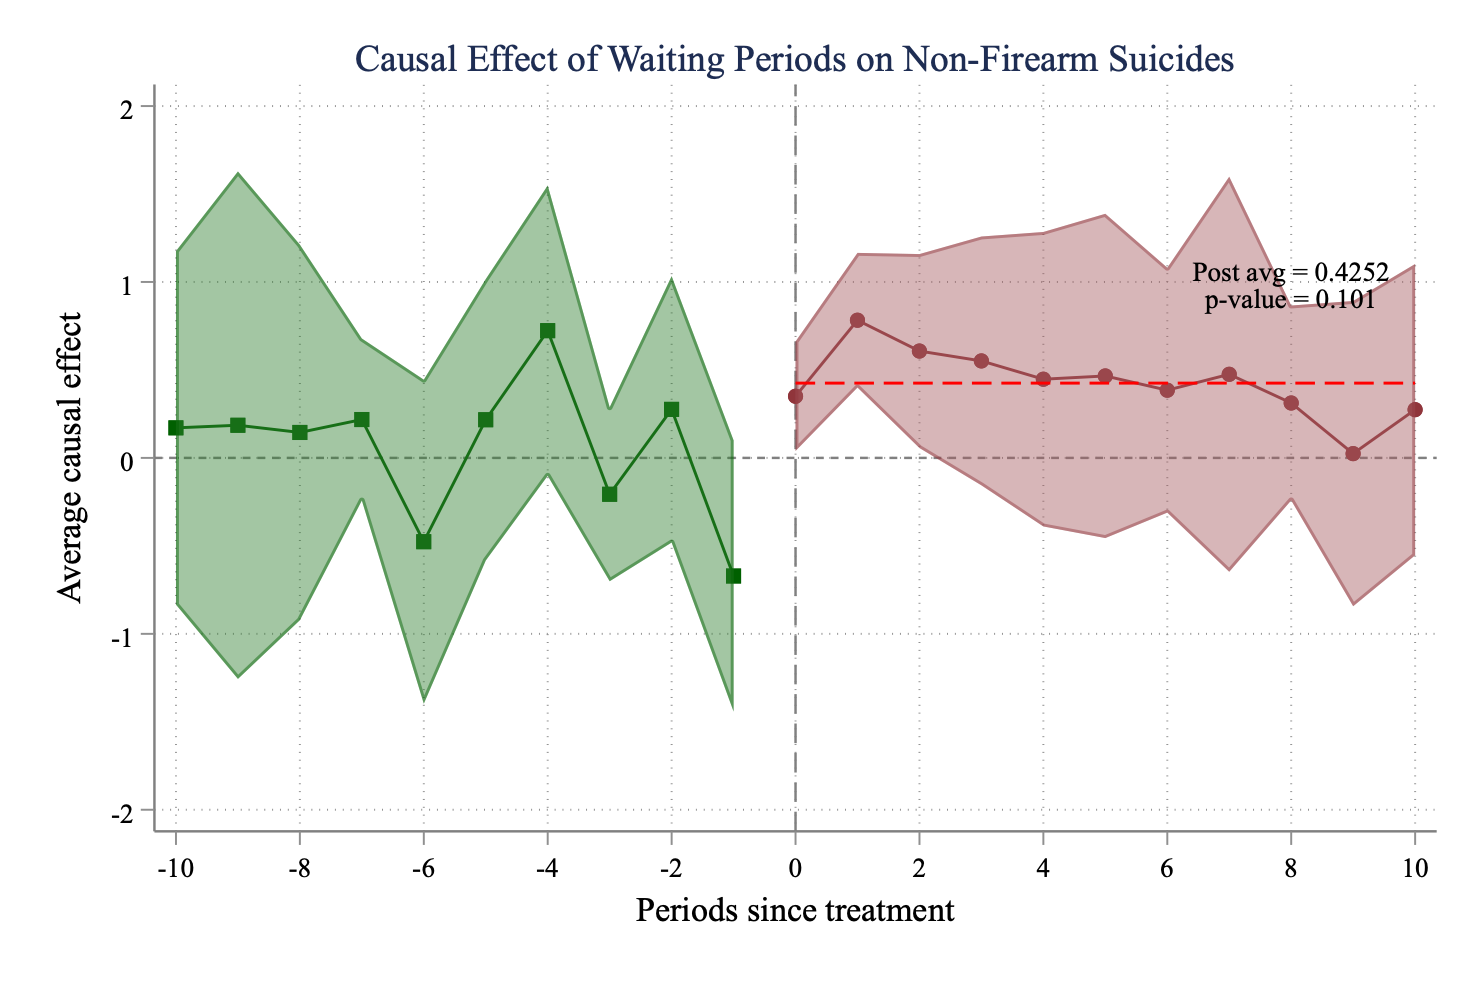 Causal Effect of Waiting Periods on Non-Firearm Suicides
2
1
0
-1
-2
Average causal effect
Post avg = 0.4252
p-value = 0.101
-10 -8 -6 -4 -2 0 2 4 6 8 10
Periods since treatment